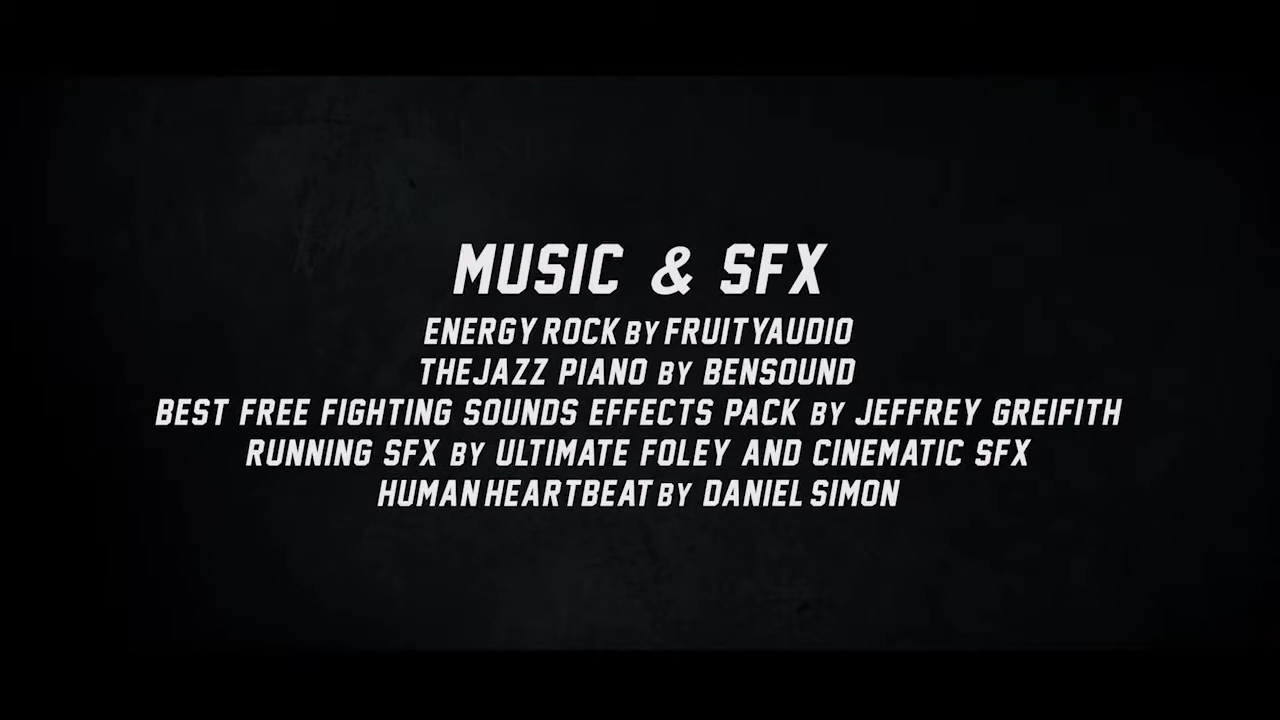 MUSIC & SFX
ENERGY ROCK BY FRUITYAUDIO
THEJAZZ PIANO BY BENSOUND
BEST FREE FIGHTING SOUNDS EFFECTS PACK BY JEFFREY GREIFITH
RUNNING SFX BY ULTIMATE FOLEY AND CINEMATIC SFX
HUMAN HEARTBEAT BY DANIEL SIMON